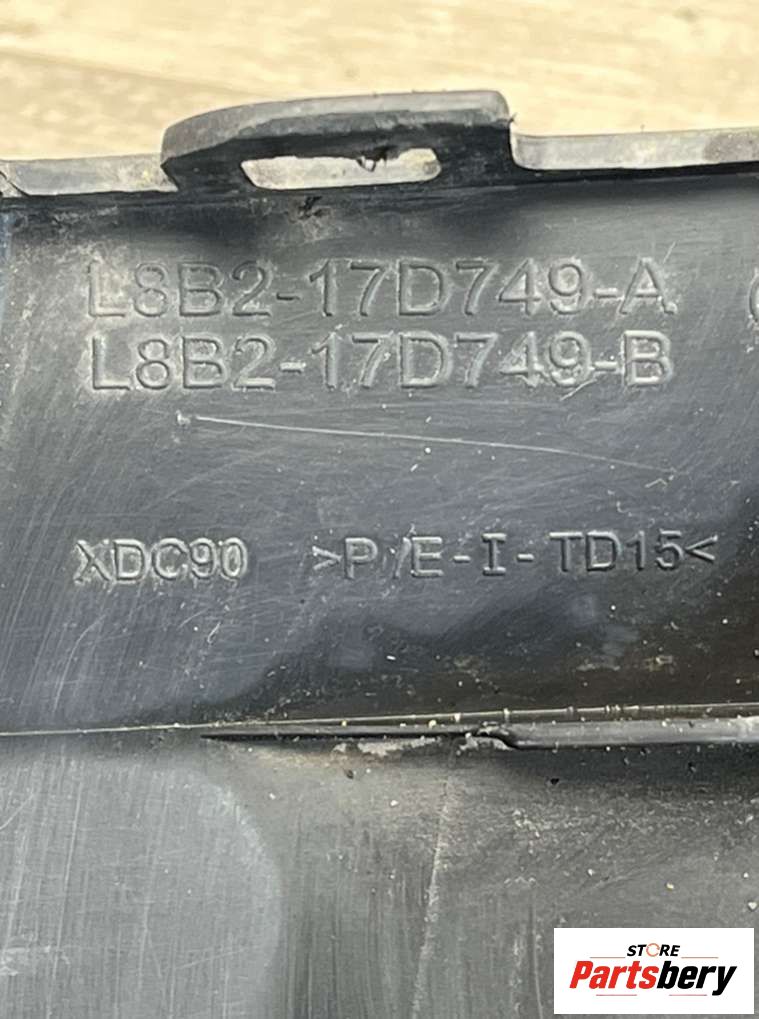 L8B2-17D749-A
L8B2-17D749-B
XDC90 >P/E-I-TD15<
STORE
Partsbery